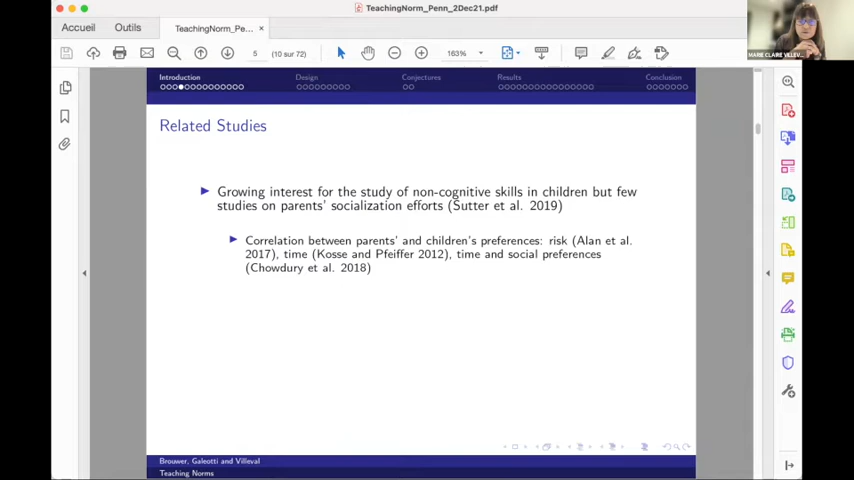 TeachingNorm_Penn_2Dec21.pdf
Accueil
Outils
TeachingNorm_Pe...
5
(10 sur 72)
163%
Introduction
Design
Conjectures
Results
Conclusion
Related Studies
Growing interest for the study of non-cognitive skills in children but few
studies on parents' socialization efforts (Sutter et al. 2019)
Correlation between parents' and children's preferences: risk (Alan et al.
2017), time (Kosse and Pfeiffer 2012), time and social preferences
(Chowdury et al. 2018)
Brouwer, Galeotti and Villeval
Teaching Norms
MARIE CLAIRE VILLEV...